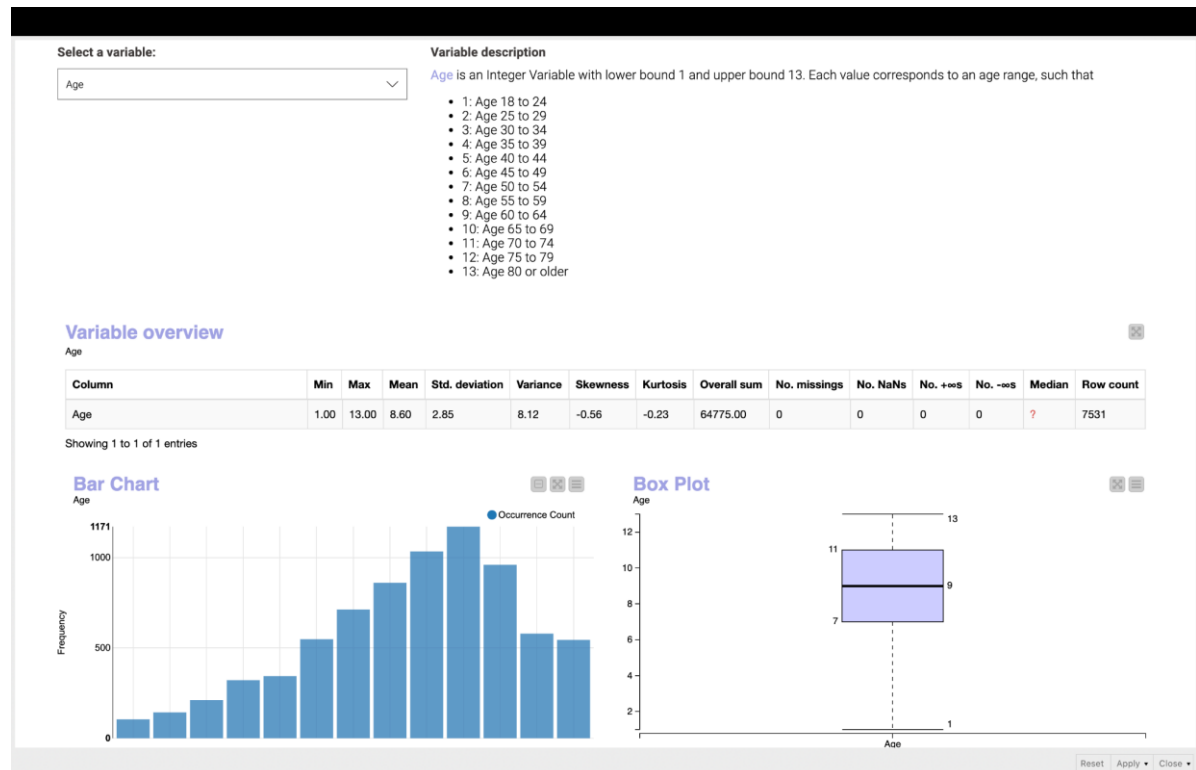 Select a variable:
Age
Variable description
Age is an Integer Variable with lower bound 1 and upper bound 13. Each value corresponds to an age range, such that
• 1: Age 18 to 24
• 2: Age 25 to 29
• 3: Age 30 to 34
• 4: Age 35 to 39
• 5: Age 40 to 44
• 6: Age 45 to 49
• 7: Age 50 to 54
• 8: Age 55 to 59
• 9: Age 60 to 64
• 10: Age 65 to 69
• 11: Age 70 to 74
• 12: Age 75 to 79
• 13: Age 80 or older
Variable overview
Age
Column Min Max Mean Std. deviation Variance Skewness Kurtosis Overall sum No. missings No. NaNs No. +∞s No. -∞s Median Row count
Age 1.00 13.00 8.60 2.85 8.12 -0.56 -0.23 64775.00 0 0 0 0 ? 7531
Showing 1 to 1 of 1 entries
Bar Chart
Age
Occurrence Count
1171
1000
500
0
Frequency
Box Plot
Age
12
10
8
6
4
2
13
11
9
7
1
Age
Reset Apply Close